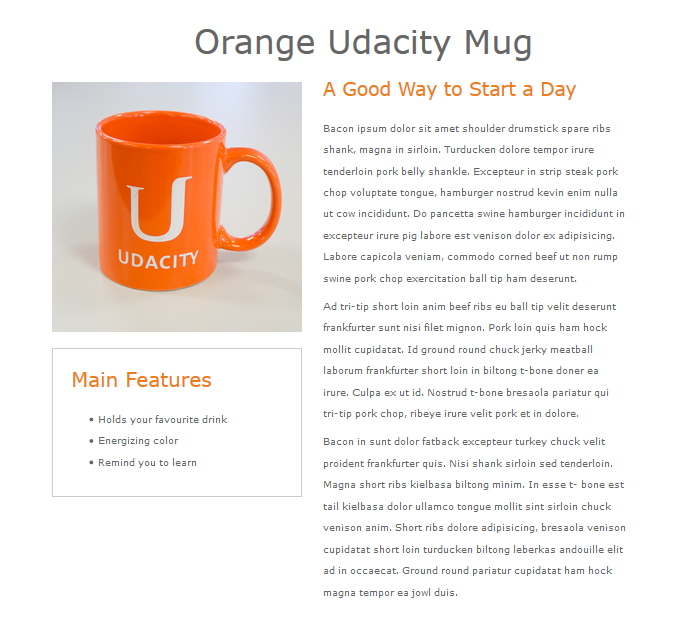 Orange Udacity Mug
U
UDACITY
Main Features
• Holds your favourite drink
• Energizing color
• Remind you to learn
A Good Way to Start a Day
Bacon ipsum dolor sit amet shoulder drumstick spare ribs
shank, magna in sirloin. Turducken dolore tempor irure
tenderloin pork belly shankle. Excepteur in strip steak pork
chop voluptate tongue, hamburger nostrud kevin enim nulla
ut cow incididunt. Do pancetta swine hamburger incididunt in
excepteur irure pig labore est venison dolor ex adipisicing.
Labore capicola veniam, commodo corned beef ut non rump
swine pork chop exercitation ball tip ham deserunt.
Ad tri-tip short loin anim beef ribs eu ball tip velit deserunt
frankfurter sunt nisi filet mignon. Pork loin quis ham hock
mollit cupidatat. Id ground round chuck jerky meatball
laborum frankfurter short loin in biltong t-bone doner ea
irure. Culpa ex ut id. Nostrud t-bone bresaola pariatur qui
tri-tip pork chop, ribeye irure velit pork et in dolore.
Bacon in sunt dolor fatback excepteur turkey chuck velit
proident frankfurter quis. Nisi shank sirloin sed tenderloin.
Magna short ribs kielbasa biltong minim. In esse t- bone est
tail kielbasa dolor ullamco tongue mollit sint sirloin chuck
venison anim. Short ribs dolore adipisicing, bresaola venison
cupidatat short loin turducken biltong leberkas andouille elit
ad in occaecat. Ground round pariatur cupidatat ham hock
magna tempor ea jowl duis.